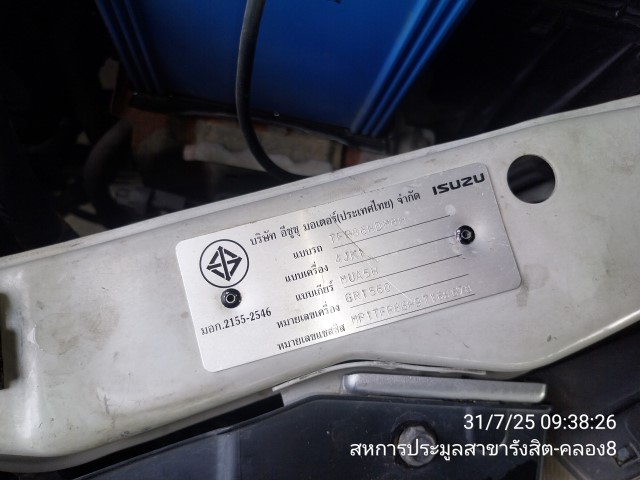 ISUZU
บริษัท อีซูซุ มอเตอร์(ประเทศไทย) จำกัด
แบบรถ
แบบเครื่อง 4JK1
แบบเกียร์ MUA5H
หมายเลขเครื่อง
หมายเลขแชสซีส์
มอก.2155-2546
31/7/25 09:38:26
สหการประมูลสาขารังสิต-คลอง8